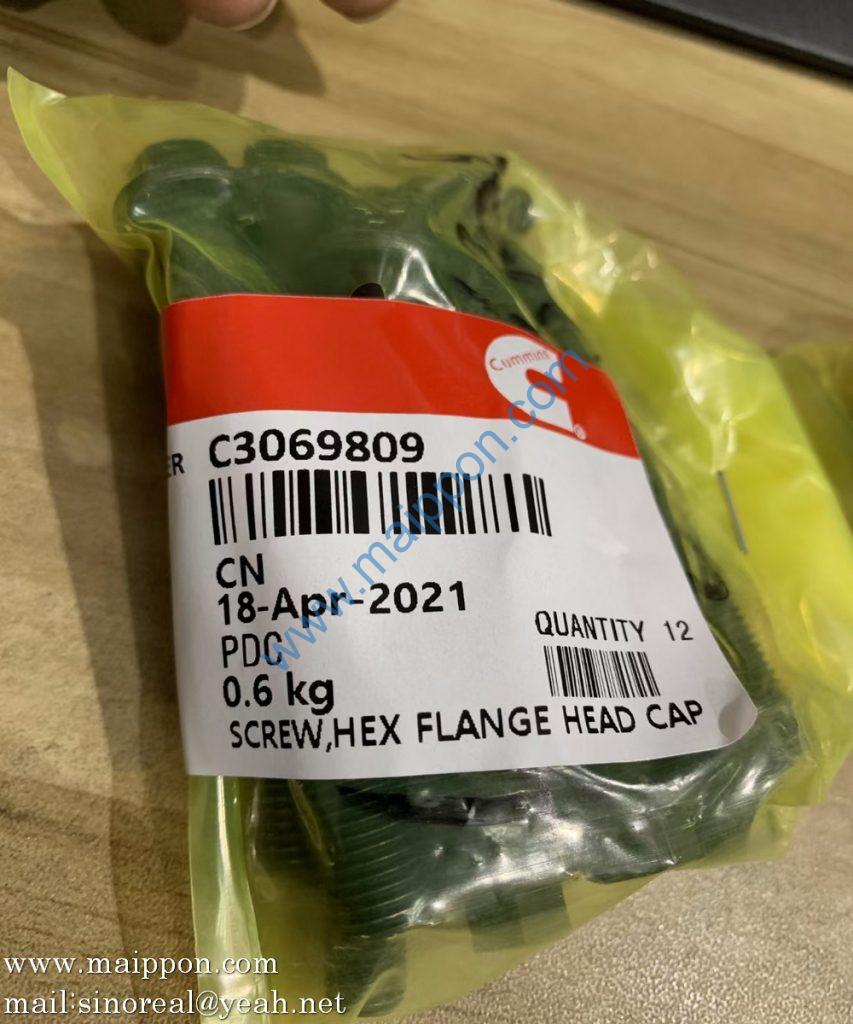 Cummins
®
ER C3069809
CN
18-Apr-2021
PDC
0.6 kg
QUANTITY 12
SCREW,HEX FLANGE HEAD CAP
www.maippon.com
www.maippon.com
mail:sinoreal@yeah.net